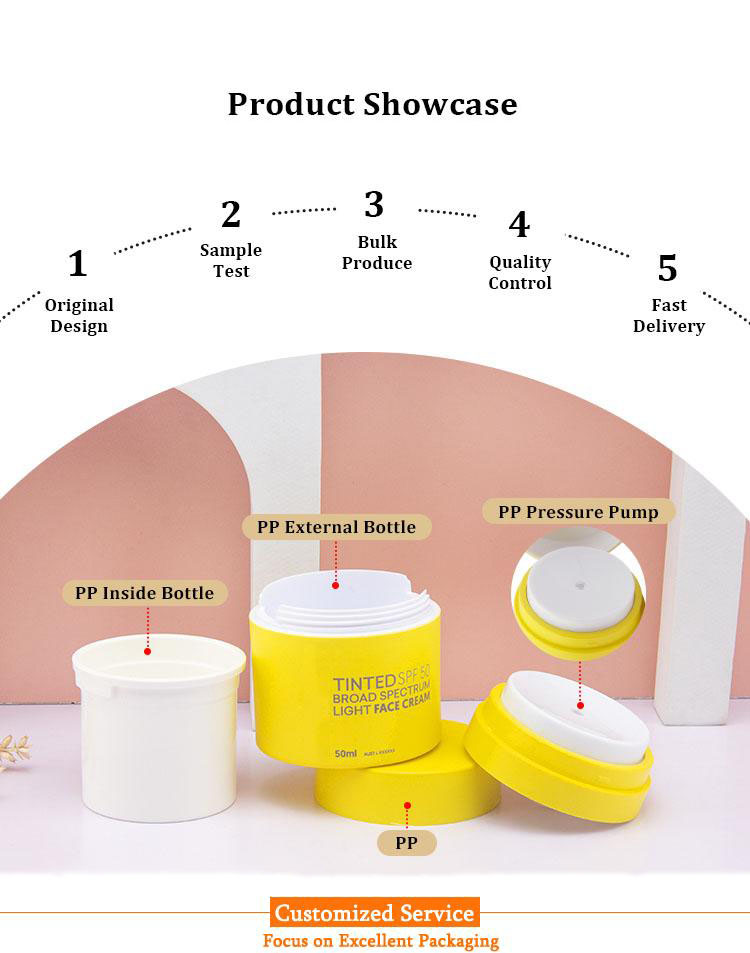 Product Showcase
1
Original
Design
2
Sample
Test
3
Bulk
Produce
4
Quality
Control
5
Fast
Delivery
PP Inside Bottle
PP External Bottle
PP Pressure Pump
TINTED SPF 50
BROAD SPECTRUM
LIGHT FACE CREAM
50ml
PP
Customized Service
Focus on Excellent Packaging